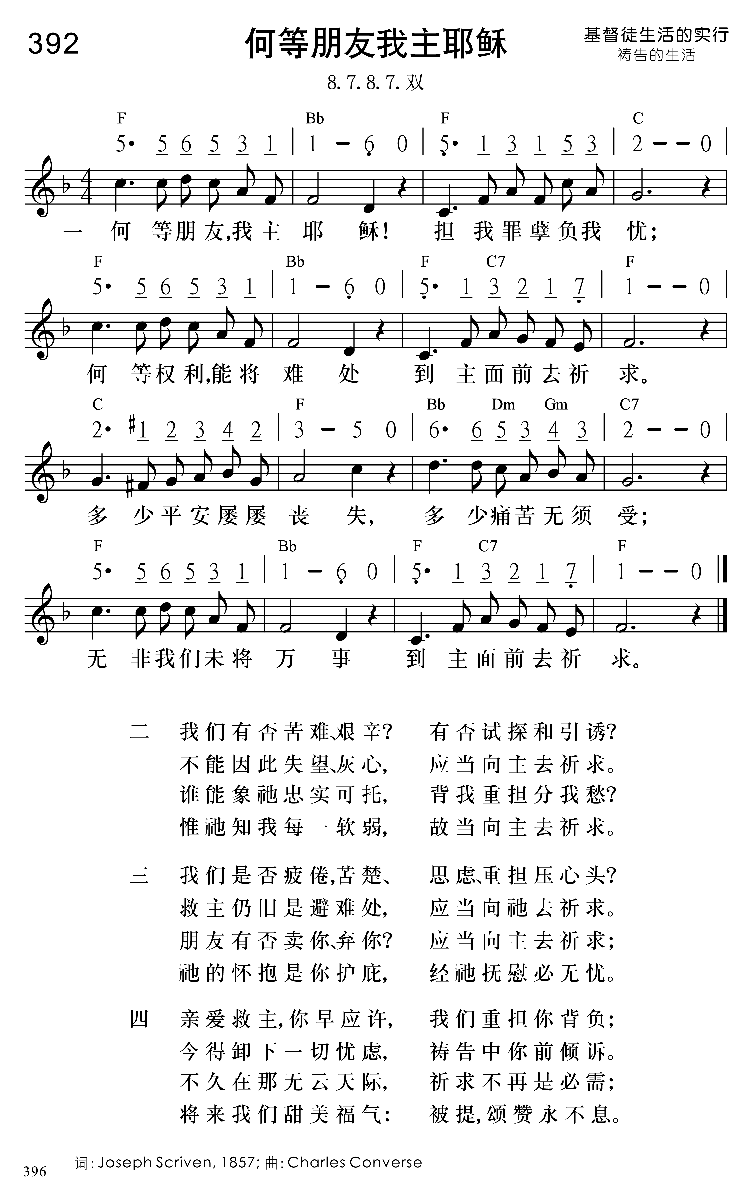 392
何等朋友我主耶稣
基督徒生活的实行
祷告的生活
8.7.8.7.双
F Bb F C
5· 5 6 5 3 1 | 1 – 6 0 | 5· 1 3 1 5 3 | 2 – – 0 |
一 何 等朋友,我主 耶 稣! 担 我罪孽负我 忧;
F Bb F C7 F
5· 5 6 5 3 1 | 1 – 6 0 | 5· 1 3 2 1 7 | 1 – – 0 |
何 等权利,能将 难 处 到 主面前去祈 求。
C F Bb Dm Gm C7
2· #1 2 3 4 2 | 3 – 5 0 | 6· 6 5 3 4 3 | 2 – – 0 |
多 少平安屡屡 丧 失, 多 少痛苦无须 受;
F Bb F C7 F
5· 5 6 5 3 1 | 1 – 6 0 | 5· 1 3 2 1 7 | 1 – – 0
无 非我们未将 万 事 到 主面前去祈 求。
二 我们有否苦难、艰辛? 有否试探和引诱?
不能因此失望、灰心, 应当向主去祈求。
谁能象祂忠实可托, 背我重担分我愁?
惟祂知我每一软弱, 故当向主去祈求。
三 我们是否疲倦,苦楚、 思虑、重担压心头?
救主仍旧是避难处, 应当向祂去祈求。
朋友有否卖你、弃你? 应当向主去祈求;
祂的怀抱是你护庇, 经祂抚慰必无忧。
四 亲爱救主,你早应许, 我们重担你背负;
今得卸下一切忧虑, 祷告中你前倾诉。
不久在那无云天际, 祈求不再是必需;
将来我们甜美福气: 被提,颂赞永不息。
词: Joseph Scriven, 1857; 曲: Charles Converse
396